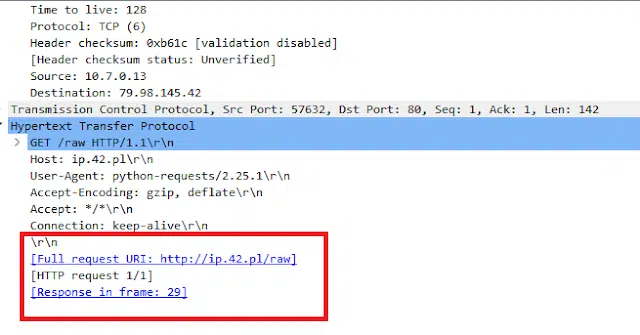 Time to live: 128
Protocol: TCP (6)
Header checksum: 0xb61c [validation disabled]
[Header checksum status: Unverified]
Source: 10.7.0.13
Destination: 79.98.145.42
Transmission Control Protocol, Src Port: 57632, Dst Port: 80, Seq: 1, Ack: 1, Len: 142
Hypertext Transfer Protocol
GET /raw HTTP/1.1\r\n
Host: ip.42.pl\r\n
User-Agent: python-requests/2.25.1\r\n
Accept-Encoding: gzip, deflate\r\n
Accept: */*\r\n
Connection: keep-alive\r\n
\r\n
[Full request URI: http://ip.42.pl/raw]
[HTTP request 1/1]
[Response in frame: 29]